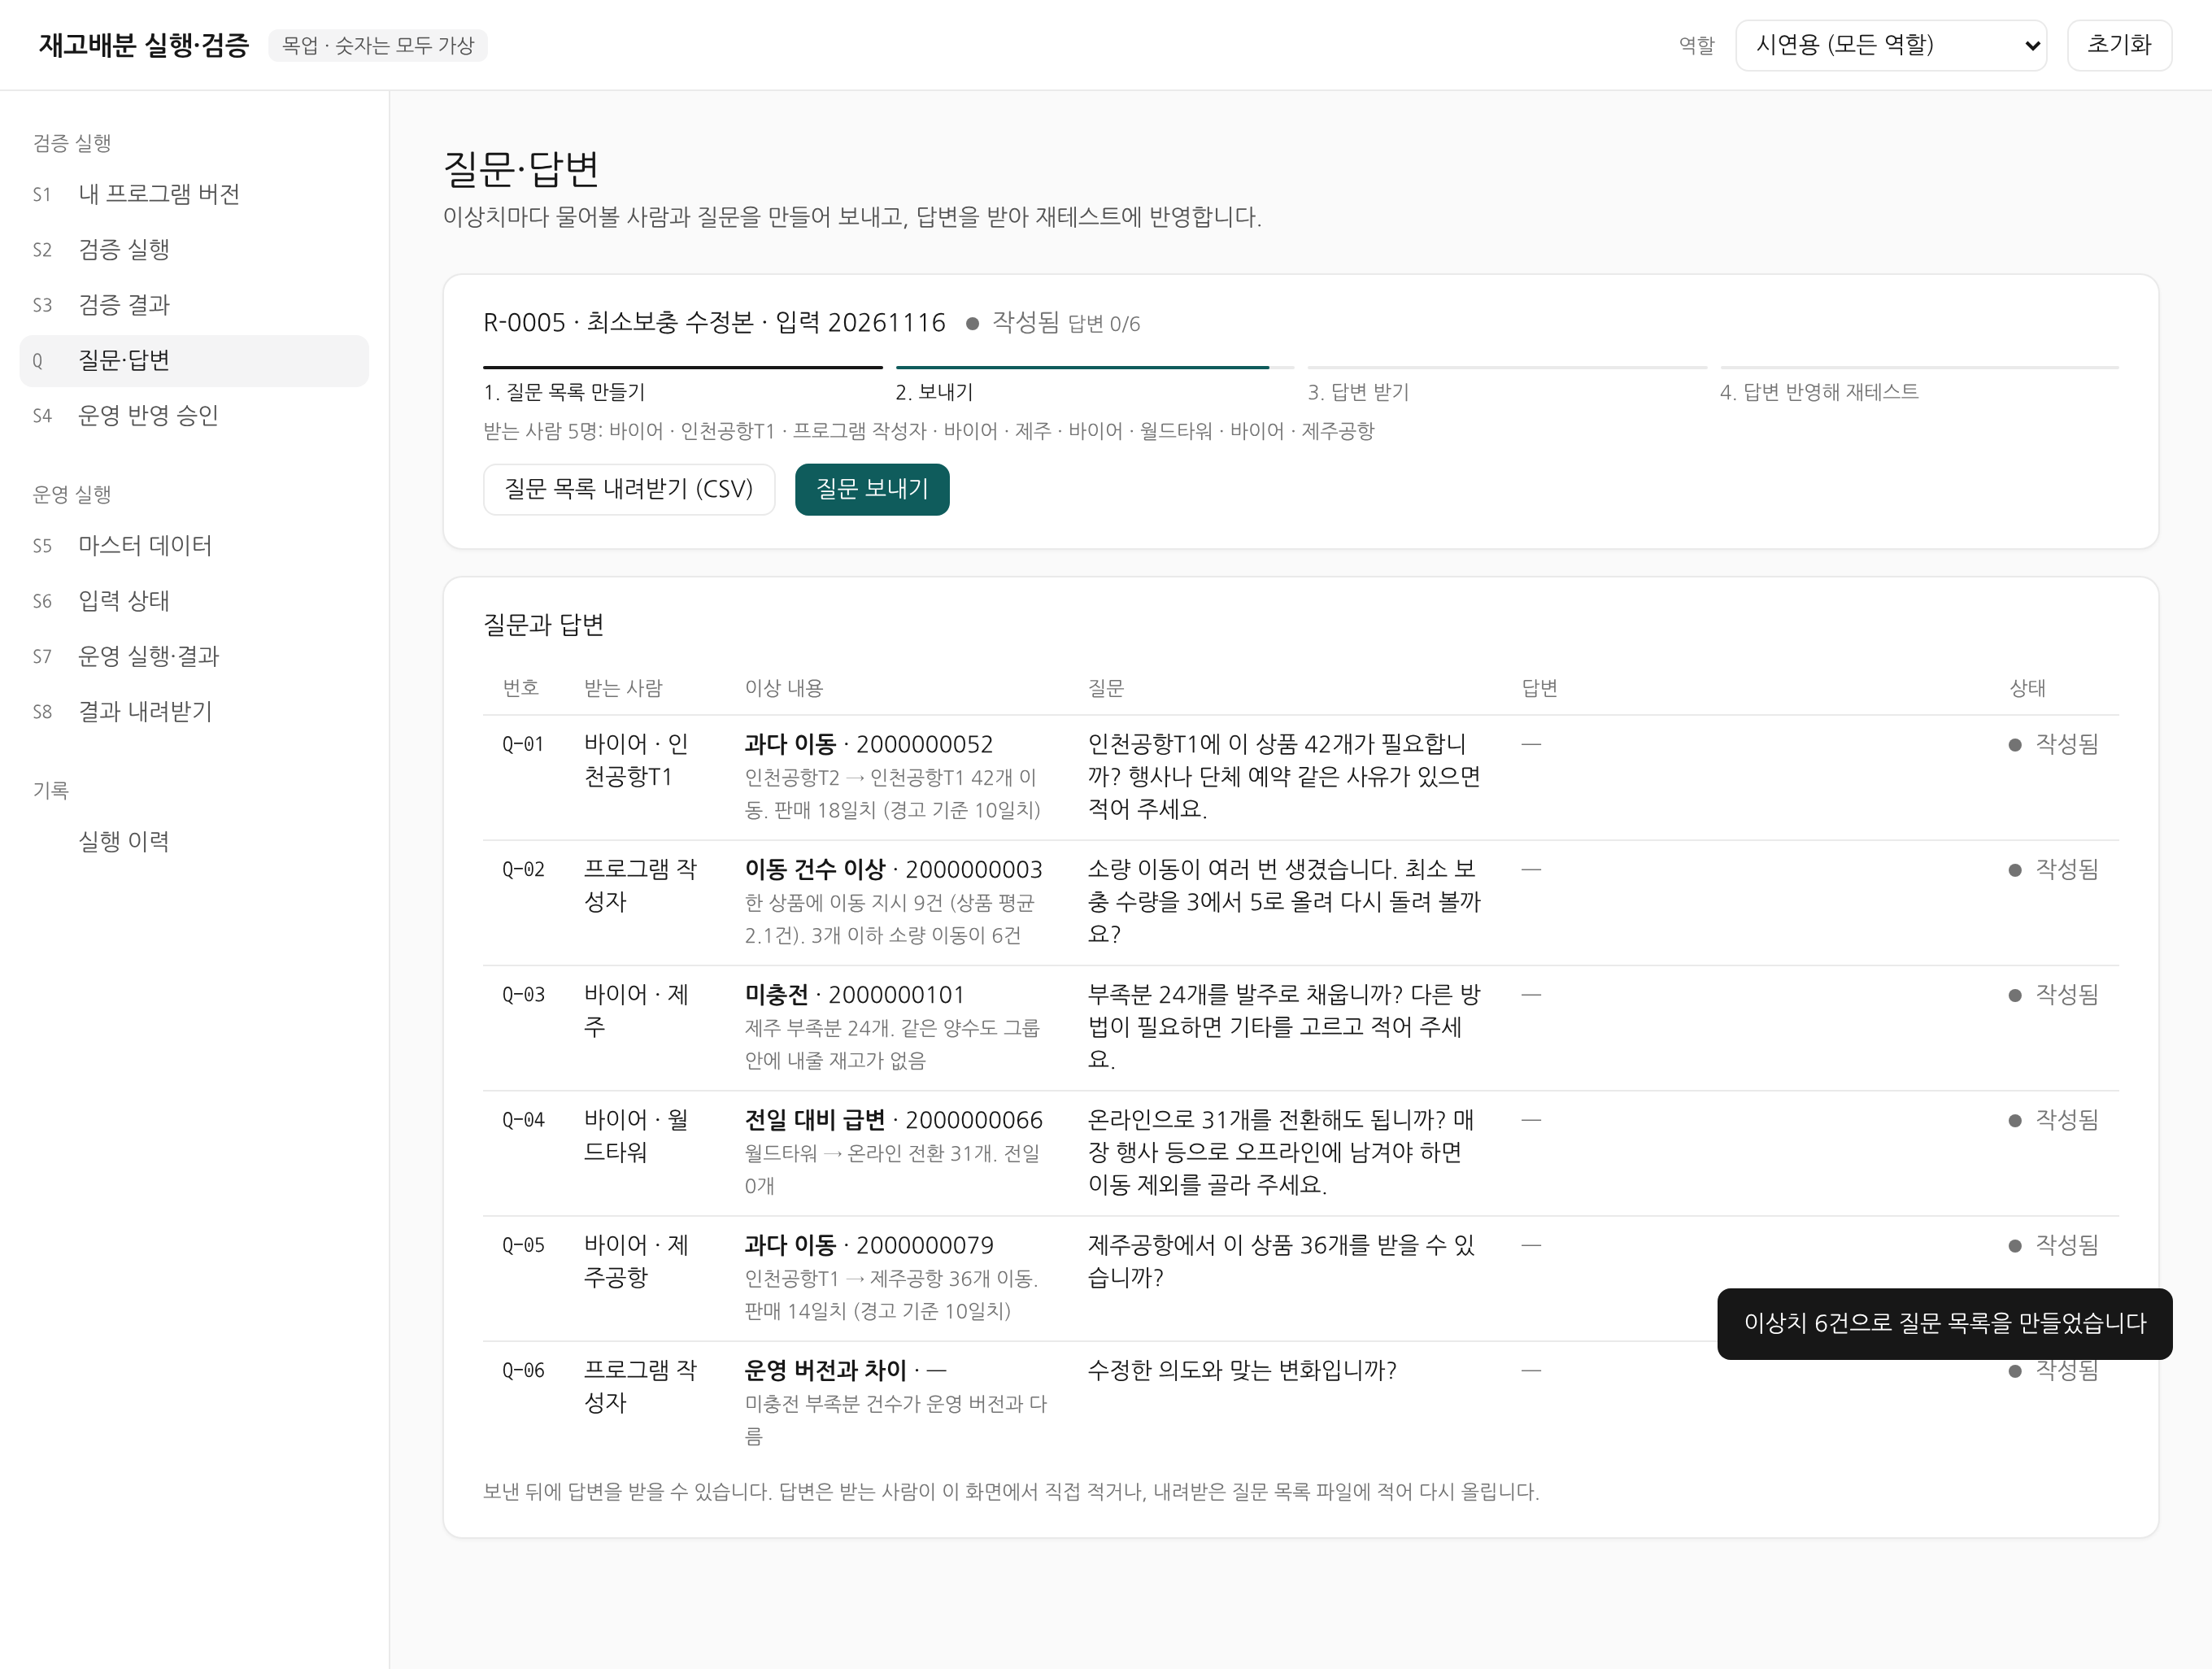 재고배분 실행·검증
목업 · 숫자는 모두 가상
역할
시연용 (모든 역할)
초기화
검증 실행
S1 내 프로그램 버전
S2 검증 실행
S3 검증 결과
Q 질문·답변
S4 운영 반영 승인
운영 실행
S5 마스터 데이터
S6 입력 상태
S7 운영 실행·결과
S8 결과 내려받기
기록
실행 이력
질문·답변
이상치마다 물어볼 사람과 질문을 만들어 보내고, 답변을 받아 재테스트에 반영합니다.
R-0005 · 최소보충 수정본 · 입력 20261116 ● 작성됨 답변 0/6
1. 질문 목록 만들기
2. 보내기
3. 답변 받기
4. 답변 반영해 재테스트
받는 사람 5명: 바이어 · 인천공항T1 · 프로그램 작성자 · 바이어 · 제주 · 바이어 · 월드타워 · 바이어 · 제주공항
질문 목록 내려받기 (CSV)
질문 보내기
질문과 답변
번호 받는 사람 이상 내용 질문 답변 상태
Q-01
바이어 · 인
천공항T1
과다 이동 · 2000000052
인천공항T2 → 인천공항T1 42개 이
동. 판매 18일치 (경고 기준 10일치)
인천공항T1에 이 상품 42개가 필요합니
까? 행사나 단체 예약 같은 사유가 있으면
적어 주세요.
—
● 작성됨
Q-02
프로그램 작
성자
이동 건수 이상 · 2000000003
한 상품에 이동 지시 9건 (상품 평균
2.1건). 3개 이하 소량 이동이 6건
소량 이동이 여러 번 생겼습니다. 최소 보
충 수량을 3에서 5로 올려 다시 돌려 볼까
요?
—
● 작성됨
Q-03
바이어 · 제
주
미충전 · 2000000101
제주 부족분 24개. 같은 양수도 그룹
안에 내줄 재고가 없음
부족분 24개를 발주로 채웁니까? 다른 방
법이 필요하면 기타를 고르고 적어 주세
요.
—
● 작성됨
Q-04
바이어 · 월
드타워
전일 대비 급변 · 2000000066
월드타워 → 온라인 전환 31개. 전일
0개
온라인으로 31개를 전환해도 됩니까? 매
장 행사 등으로 오프라인에 남겨야 하면
이동 제외를 골라 주세요.
—
● 작성됨
Q-05
바이어 · 제
주공항
과다 이동 · 2000000079
인천공항T1 → 제주공항 36개 이동.
판매 14일치 (경고 기준 10일치)
제주공항에서 이 상품 36개를 받을 수 있
습니까?
—
● 작성됨
이상치 6건으로 질문 목록을 만들었습니다
Q-06
프로그램 작
성자
운영 버전과 차이 · —
미충전 부족분 건수가 운영 버전과 다
름
수정한 의도와 맞는 변화입니까?
—
● 작성됨
보낸 뒤에 답변을 받을 수 있습니다. 답변은 받는 사람이 이 화면에서 직접 적거나, 내려받은 질문 목록 파일에 적어 다시 올립니다.